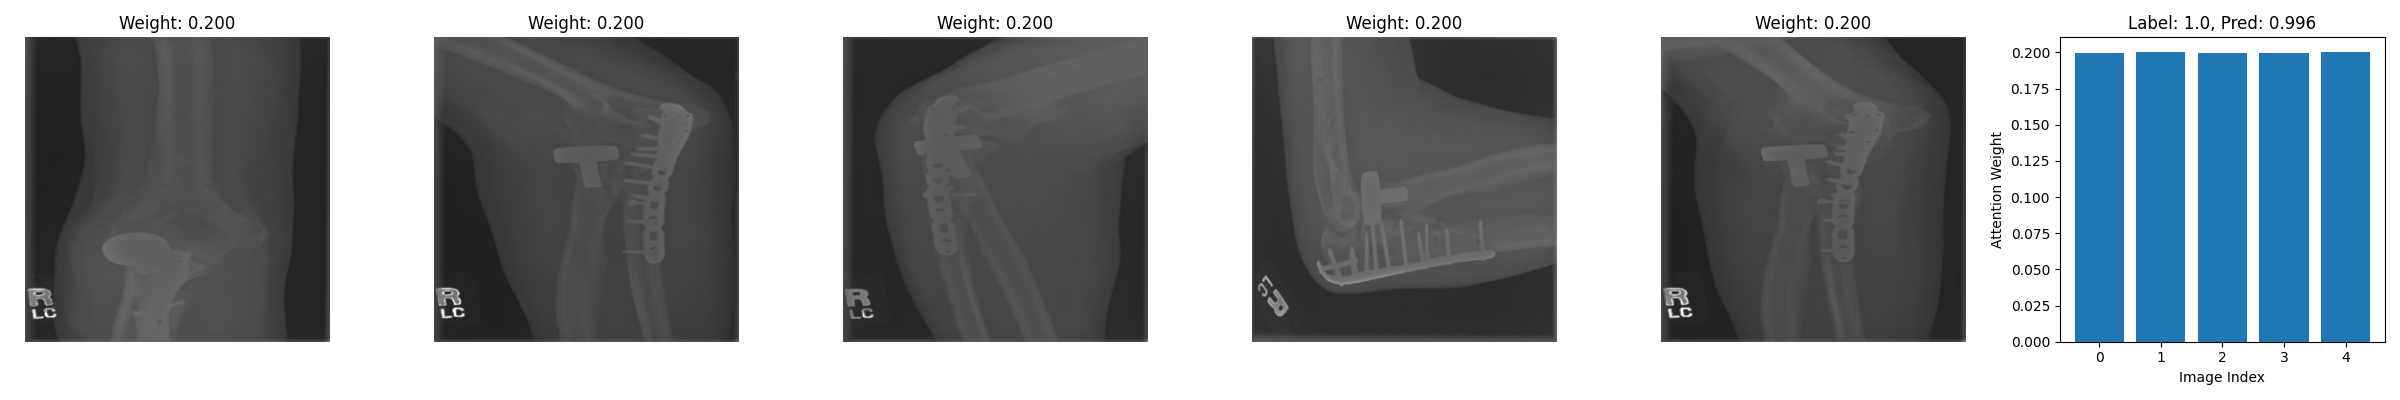 Weight: 0.200
Weight: 0.200
Weight: 0.200
Weight: 0.200
Weight: 0.200
Label: 1.0, Pred: 0.996
R
LC
R
LC
R
LC
R
LC
R
LC
Attention Weight
0.200
0.175
0.150
0.125
0.100
0.075
0.050
0.025
0.000
0 1 2 3 4
Image Index